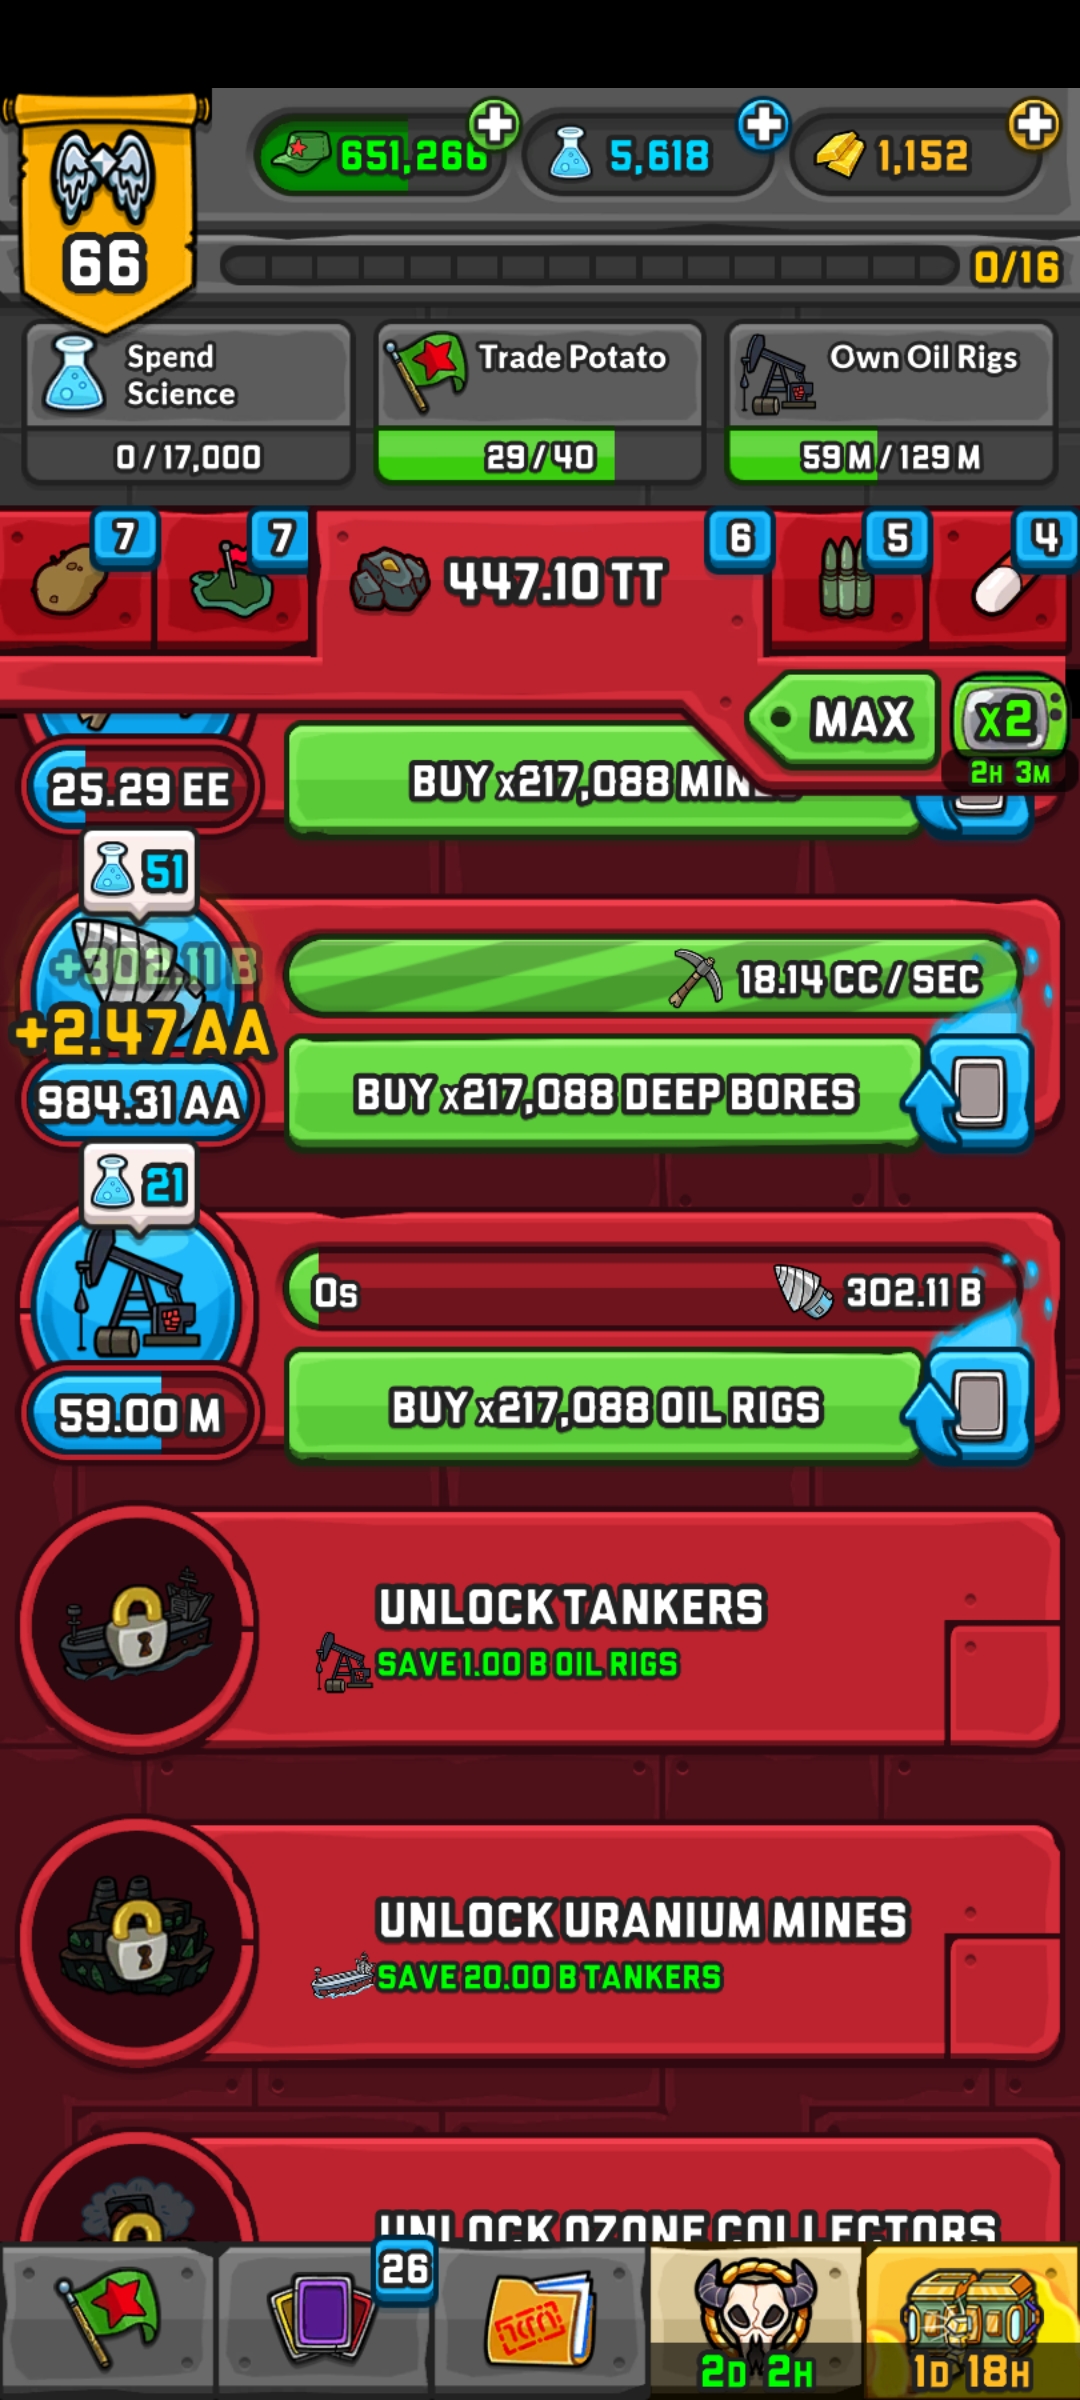 651,266
5,618
1,152
66
0/16
Spend
Science
0/17,000
Trade Potato
29/40
Own Oil Rigs
59 M/129 M
7
7
447.10 TT
6
5
4
MAX
x2
2H 3M
25.29 EE
BUY x217,088
51
+302.11 B
+2.47 AA
984.31 AA
18.14 CC / SEC
BUY x217,088 DEEP BORES
21
0s
302.11 B
59.00 M
BUY x217,088 OIL RIGS
UNLOCK TANKERS
SAVE 1.00 B OIL RIGS
UNLOCK URANIUM MINES
SAVE 20.00 B TANKERS
UNLOCK OZONE COLLECTORS
26
2D 2H
1D 18H